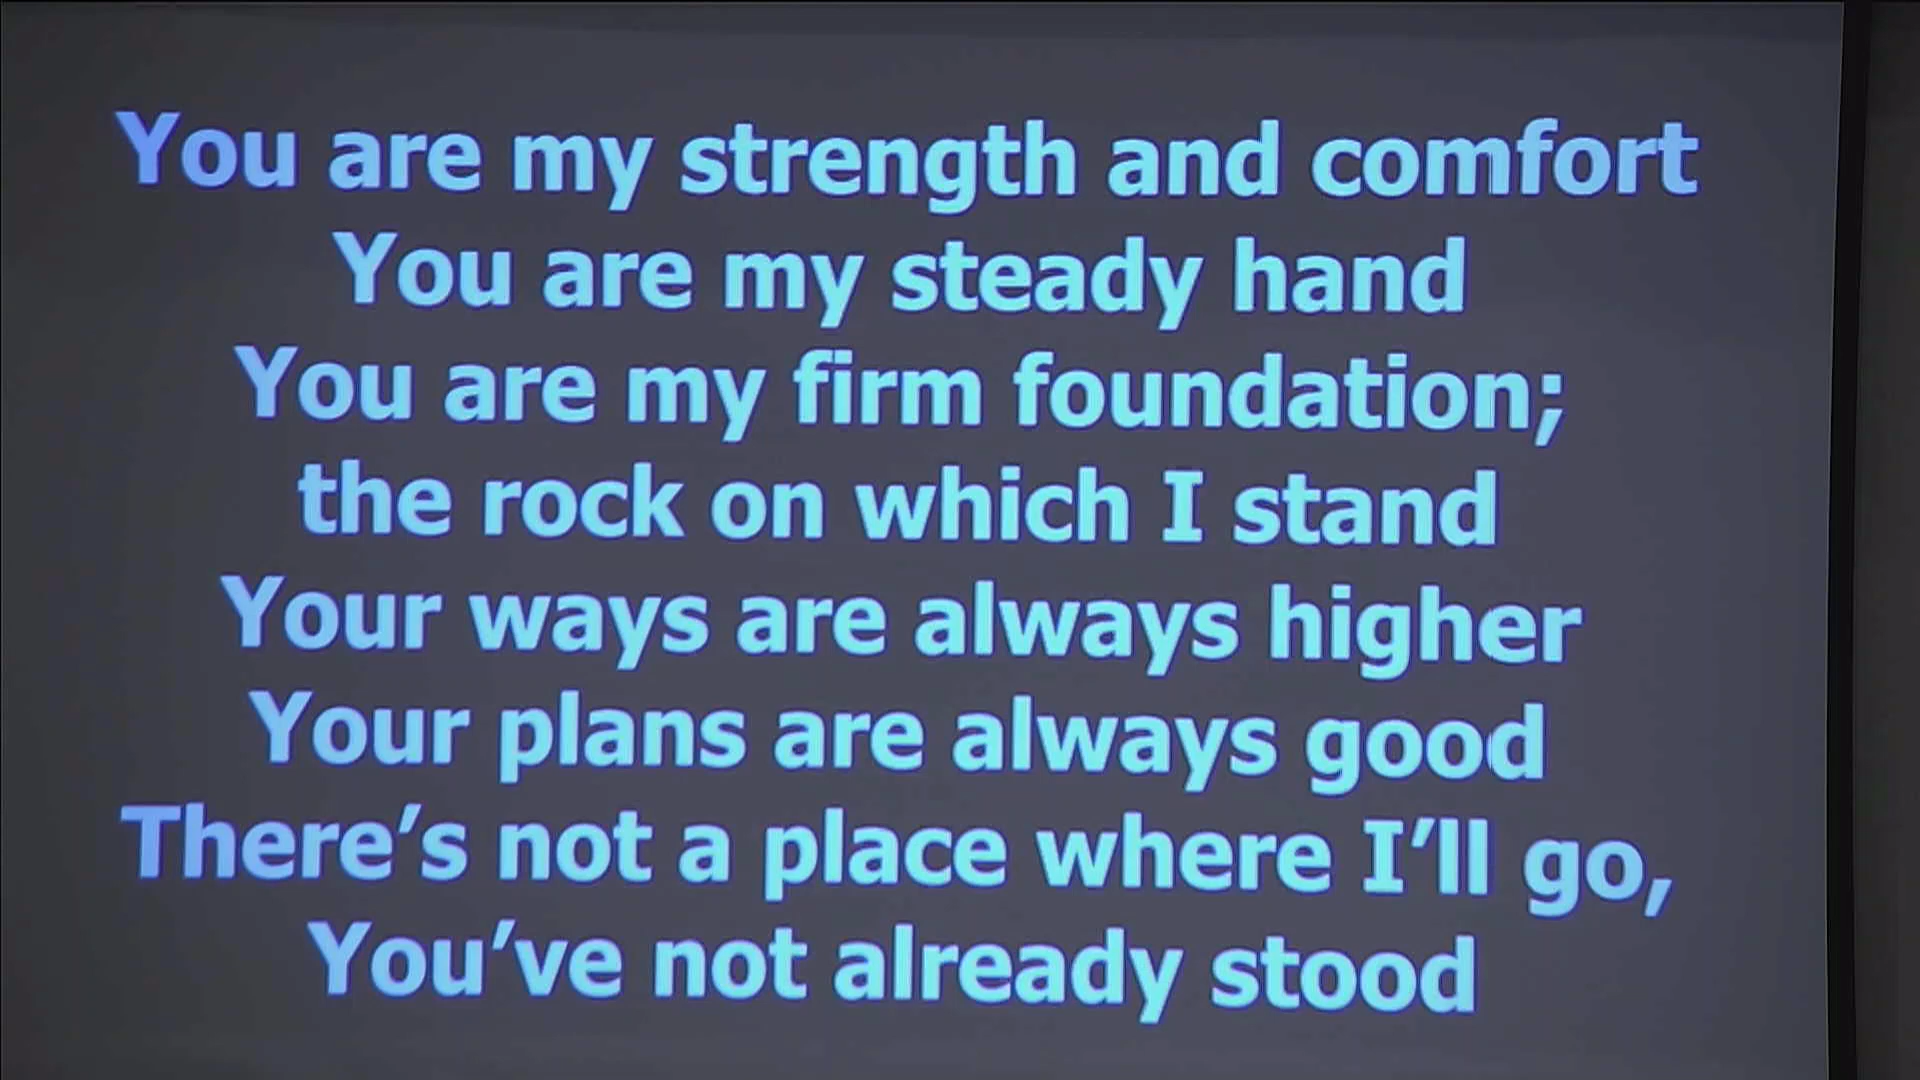 You are my strength and comfort
You are my steady hand
You are my firm foundation;
the rock on which I stand
Your ways are always higher
Your plans are always good
There’s not a place where I’ll go,
You’ve not already stood